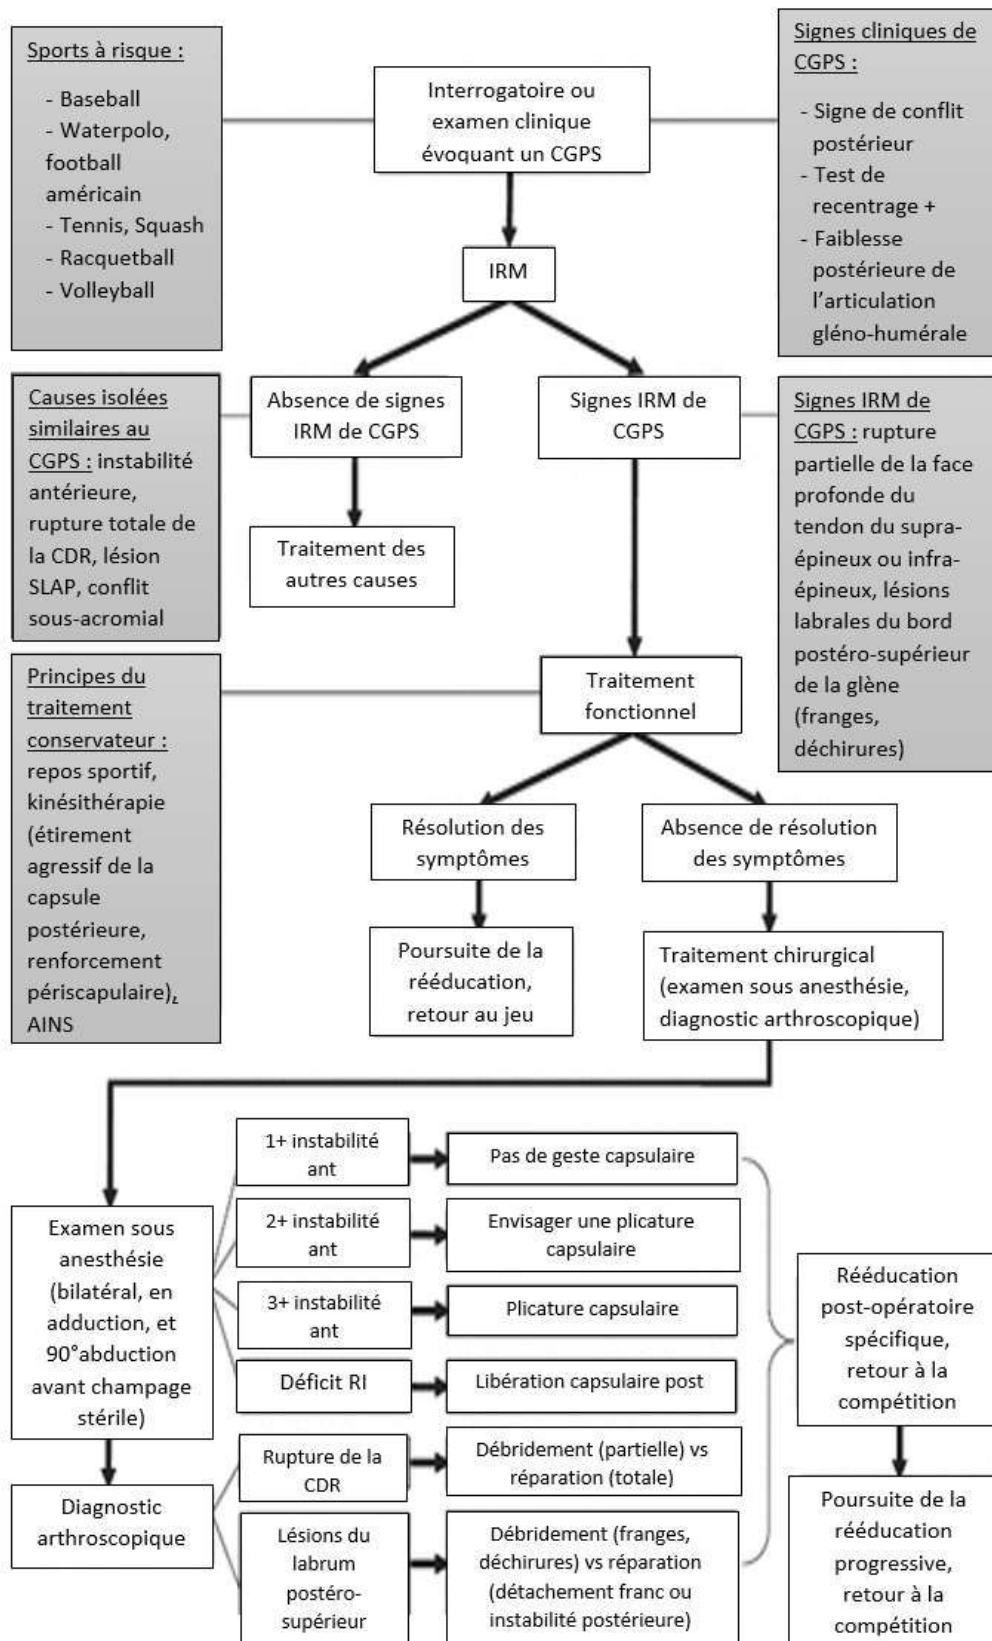 Sports à risque :
- Baseball
- Waterpolo,
football
américain
- Tennis, Squash
- Racquetball
- Volleyball
Interrogatoire ou
examen clinique
évoquant un CGPS
Signes cliniques de
CGPS :
- Signe de conflit
postérieur
- Test de
recentrage +
- Faiblesse
postérieure de
l'articulation
gléno-humérale
IRM
Causes isolées
similaires au
CGPS : instabilité
antérieure,
rupture totale de
la CDR, lésion
SLAP, conflit
sous-acromial
Absence de signes
IRM de CGPS
Signes IRM de
CGPS
Signes IRM de
CGPS : rupture
partielle de la face
profonde du
tendon du supra-
épineux ou infra-
épineux, lésions
labrales du bord
postéro-supérieur
de la glène
(franges,
déchirures)
Traitement des
autres causes
Principes du
traitement
conservateur :
repos sportif,
kinésithérapie
(étirement
agressif de la
capsule
postérieure,
renforcement
périscapulaire),
AINS
Traitement
fonctionnel
Résolution des
symptômes
Absence de résolution
des symptômes
Poursuite de la
rééducation,
retour au jeu
Traitement chirurgical
(examen sous anesthésie,
diagnostic arthroscopique)
Examen sous
anesthésie
(bilatéral, en
adduction, et
90°abduction
avant champage
stérile)
1+ instabilité
ant
Pas de geste capsulaire
2+ instabilité
ant
Envisager une plicature
capsulaire
3+ instabilité
ant
Plicature capsulaire
Déficit RI
Libération capsulaire post
Diagnostic
arthroscopique
Rupture de la
CDR
Débridement (partielle) vs
réparation (totale)
Lésions du
labrum
postéro-
supérieur
Débridement (franges,
déchirures) vs réparation
(détachement franc ou
instabilité postérieure)
Rééducation
post-opératoire
spécifique,
retour à la
compétition
Poursuite de la
rééducation
progressive,
retour à la
compétition